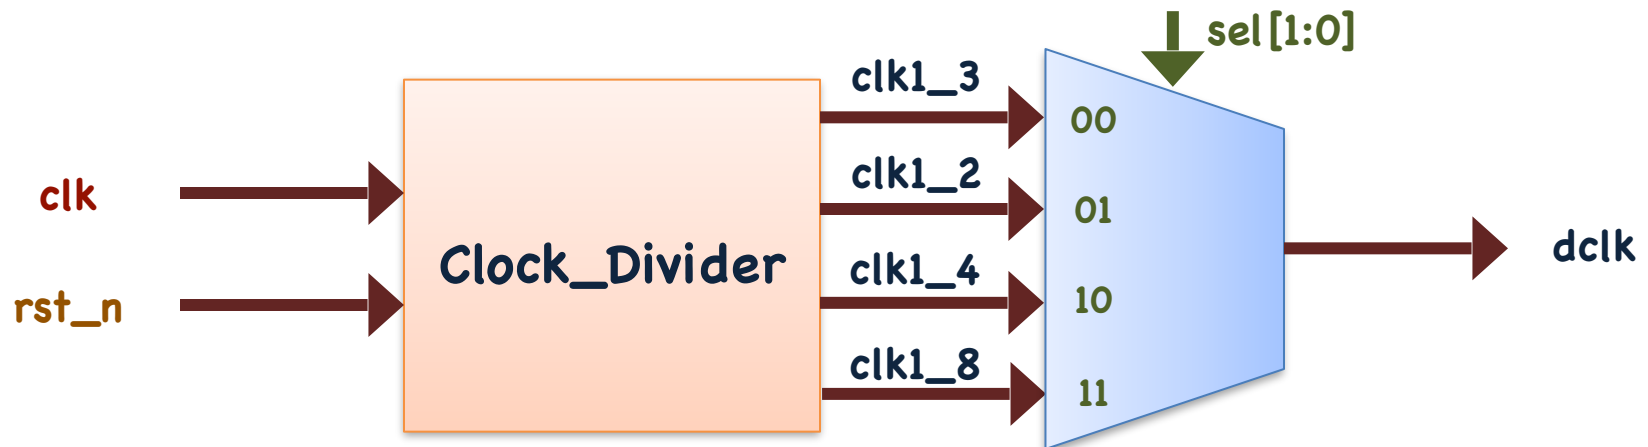 sel[1:0]
clk1_3
00
clk
clk1_2
01
Clock_Divider
dclk
rst_n
clk1_4
10
clk1_8
11